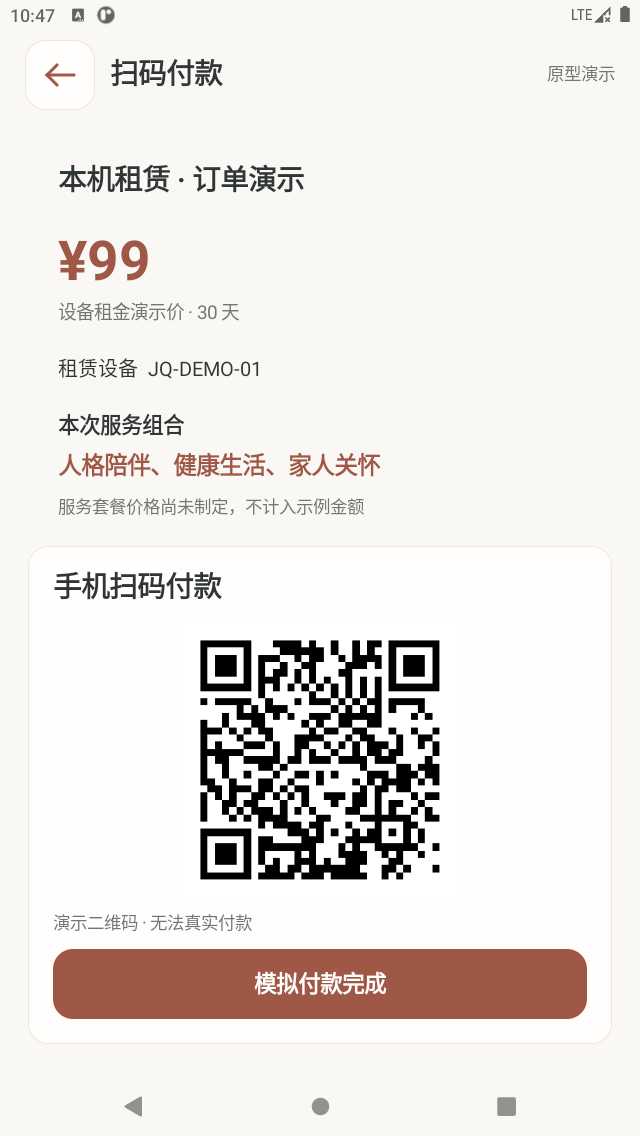 10:47
LTE
扫码付款
原型演示
本机租赁 · 订单演示
¥99
设备租金演示价 · 30 天
租赁设备 JQ-DEMO-01
本次服务组合
人格陪伴、健康生活、家人关怀
服务套餐价格尚未制定，不计入示例金额
手机扫码付款
演示二维码 · 无法真实付款
模拟付款完成